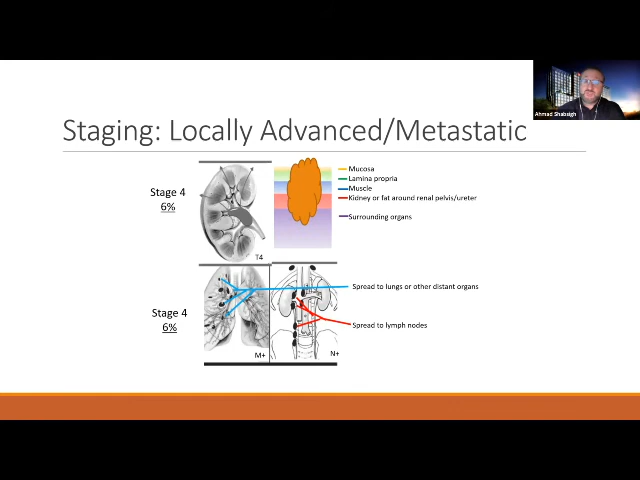 Ahmad Shabsigh
Staging: Locally Advanced/Metastatic
Stage 4
6%
Mucosa
Lamina propria
Muscle
Kidney or fat around renal pelvis/ureter
Surrounding organs
T4
Stage 4
6%
Spread to lungs or other distant organs
Spread to lymph nodes
M+
N+